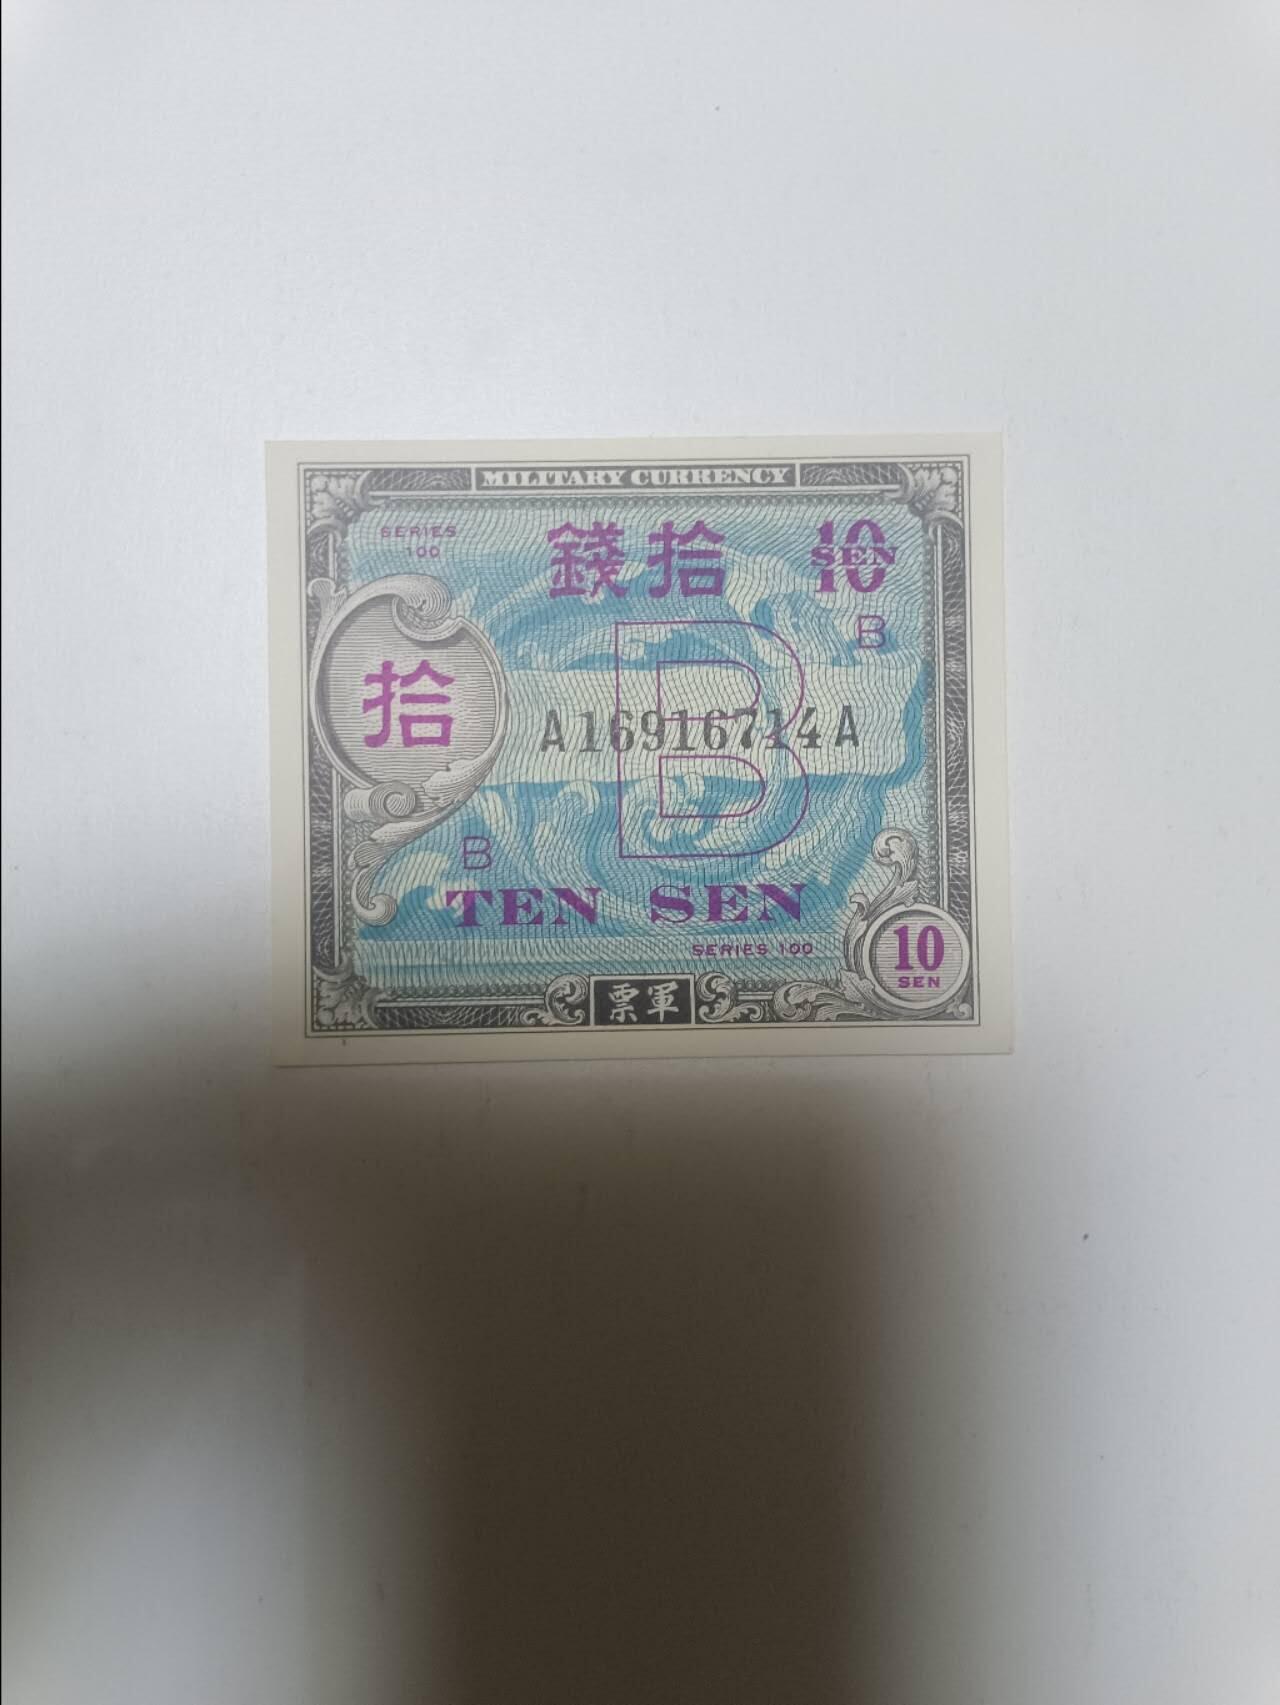 MILITARY CURRENCY
SERIES
100
錢拾
10
SEN
B
拾
B
A16916714A
B
TEN SEN
SERIES 100
10
SEN
票軍